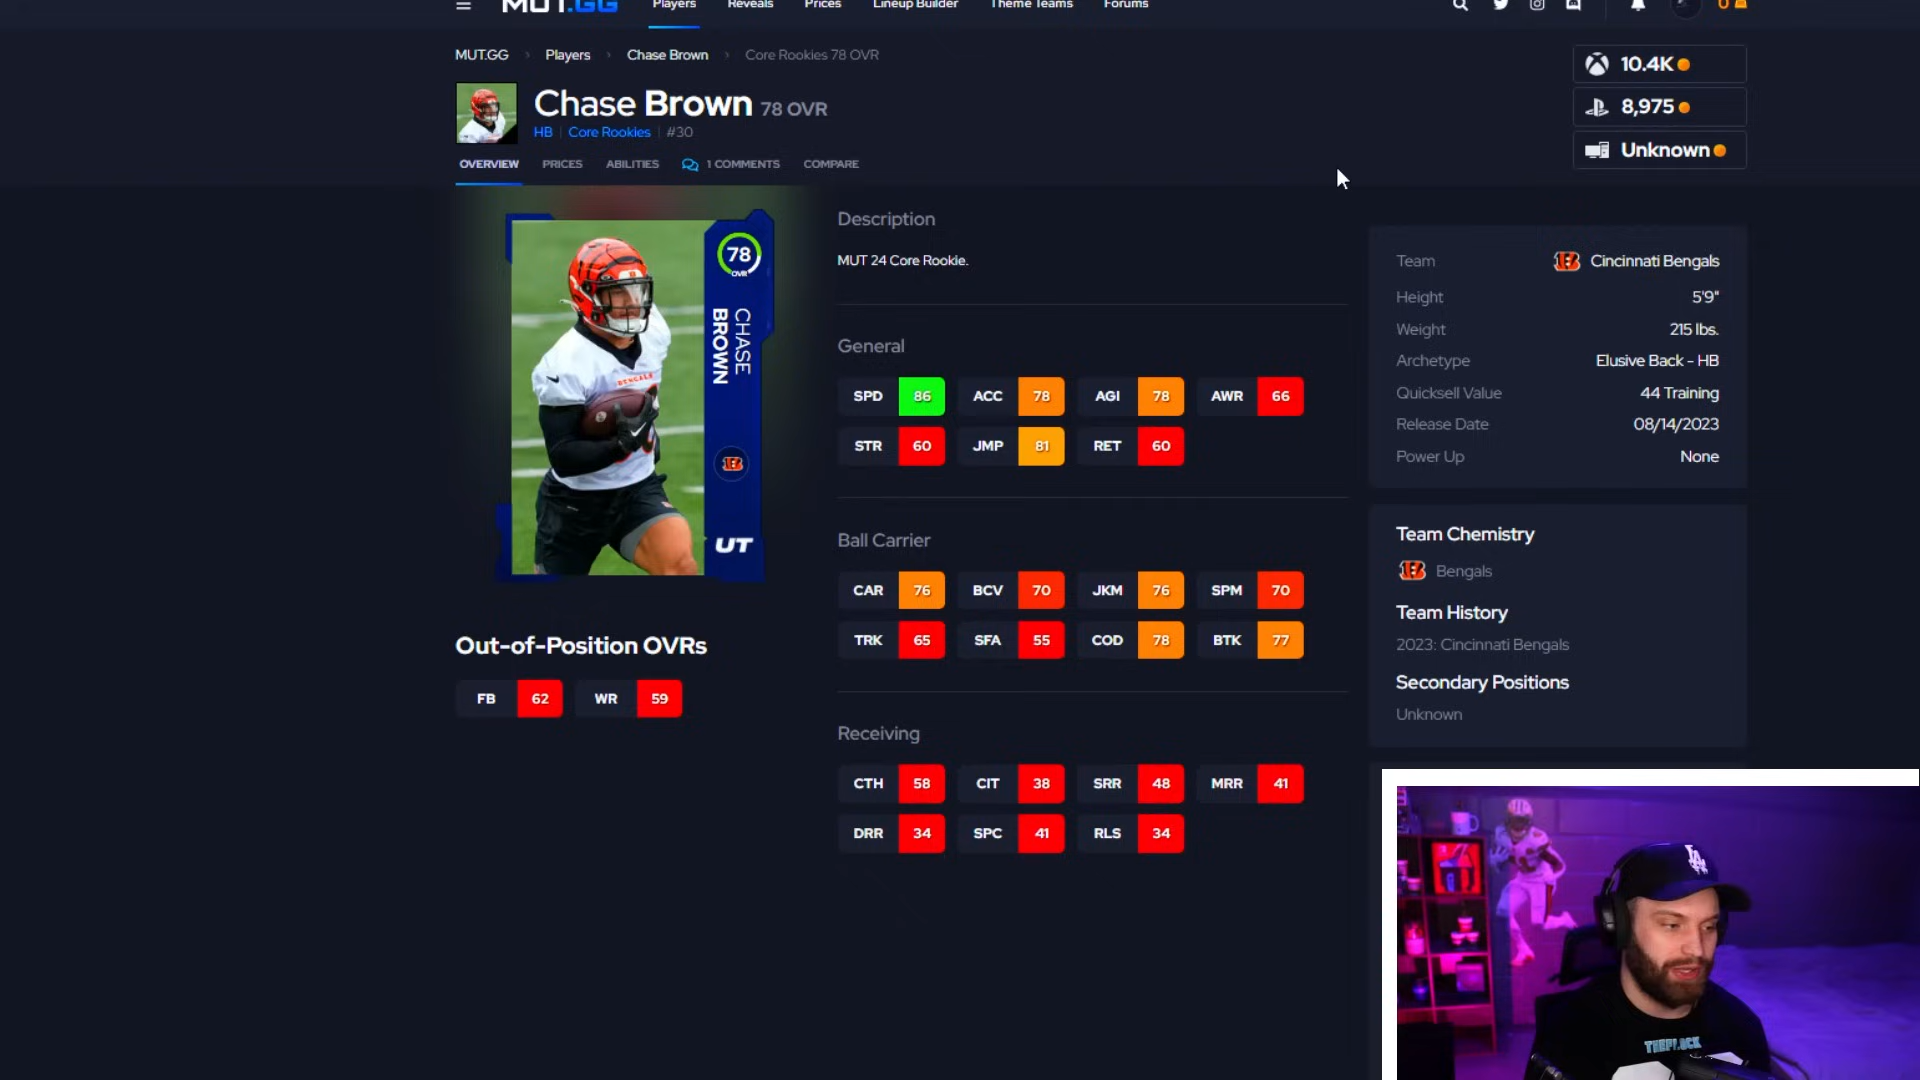 MUT.GG
Players
Reveals
Prices
Lineup Builder
Theme Teams
Forums
0
MUT.GG > Players > Chase Brown > Core Rookies 78 OVR
Chase Brown 78 OVR
HB | Core Rookies | #30
10.4K
8,975
Unknown
OVERVIEW PRICES ABILITIES 1 COMMENTS COMPARE
78
OVR
CHASE
BROWN
BENGALS
UT
Out-of-Position OVRs
FB 62 WR 59
Description
MUT 24 Core Rookie.
General
SPD 86 ACC 78 AGI 78 AWR 66
STR 60 JMP 81 RET 60
Ball Carrier
CAR 76 BCV 70 JKM 76 SPM 70
TRK 65 SFA 55 COD 78 BTK 77
Receiving
CTH 58 CIT 38 SRR 48 MRR 41
DRR 34 SPC 41 RLS 34
Team Cincinnati Bengals
Height 5'9"
Weight 215 lbs.
Archetype Elusive Back - HB
Quicksell Value 44 Training
Release Date 08/14/2023
Power Up None
Team Chemistry
Bengals
Team History
2023: Cincinnati Bengals
Secondary Positions
Unknown
LA